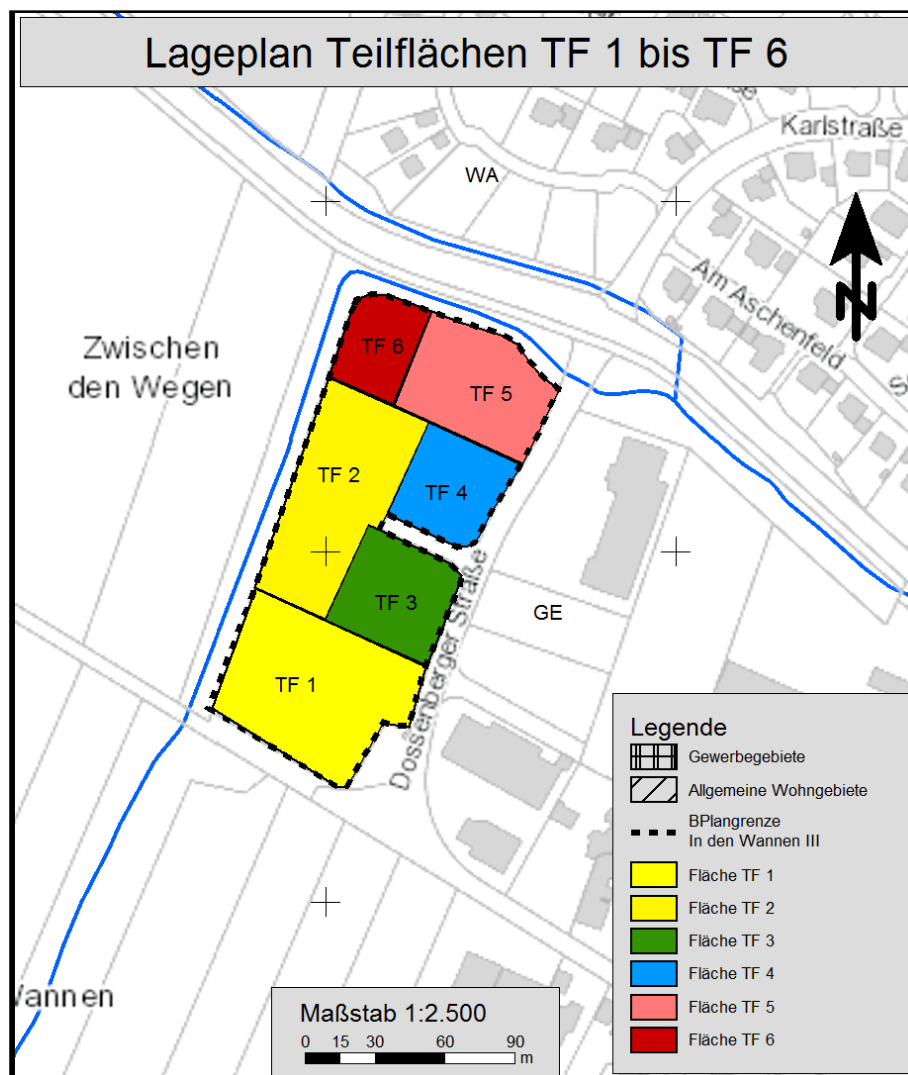 Lageplan Teilflächen TF 1 bis TF 6
Karlstraße
WA
Am Aschenfeld
N
Zwischen
den Wegen
TF 6
TF 5
TF 2
TF 4
TF 3
GE
TF 1
Dossenberger Straße
Legende
Gewerbegebiete
Allgemeine Wohngebiete
BPlangrenze
In den Wannen III
Fläche TF 1
Fläche TF 2
Fläche TF 3
Fläche TF 4
Fläche TF 5
Fläche TF 6
Maßstab 1:2.500
0 15 30 60 90
m